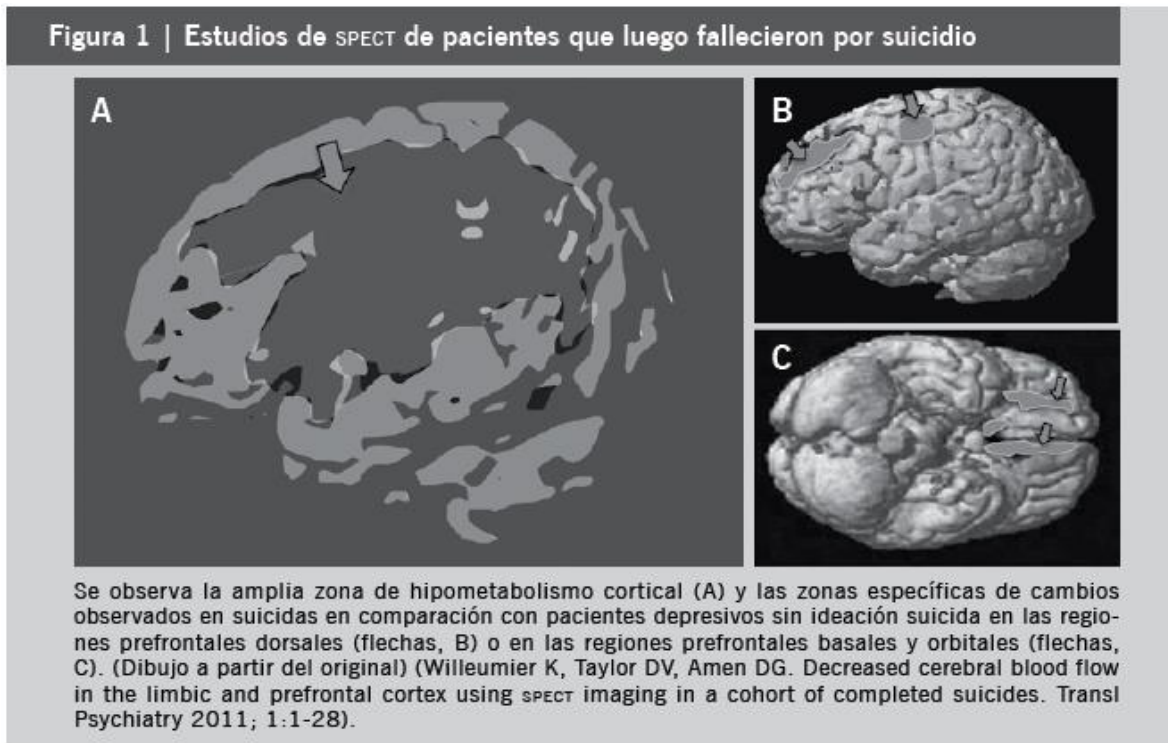 Figura 1 | Estudios de SPECT de pacientes que luego fallecieron por suicidio
A
B
C
Se observa la amplia zona de hipometabolismo cortical (A) y las zonas específicas de cambios
observados en suicidas en comparación con pacientes depresivos sin ideación suicida en las regio-
nes prefrontales dorsales (flechas, B) o en las regiones prefrontales basales y orbitales (flechas,
C). (Dibujo a partir del original) (Willeumier K, Taylor DV, Amen DG. Decreased cerebral blood flow
in the limbic and prefrontal cortex using SPECT imaging in a cohort of completed suicides. Transl
Psychiatry 2011; 1:1-28).